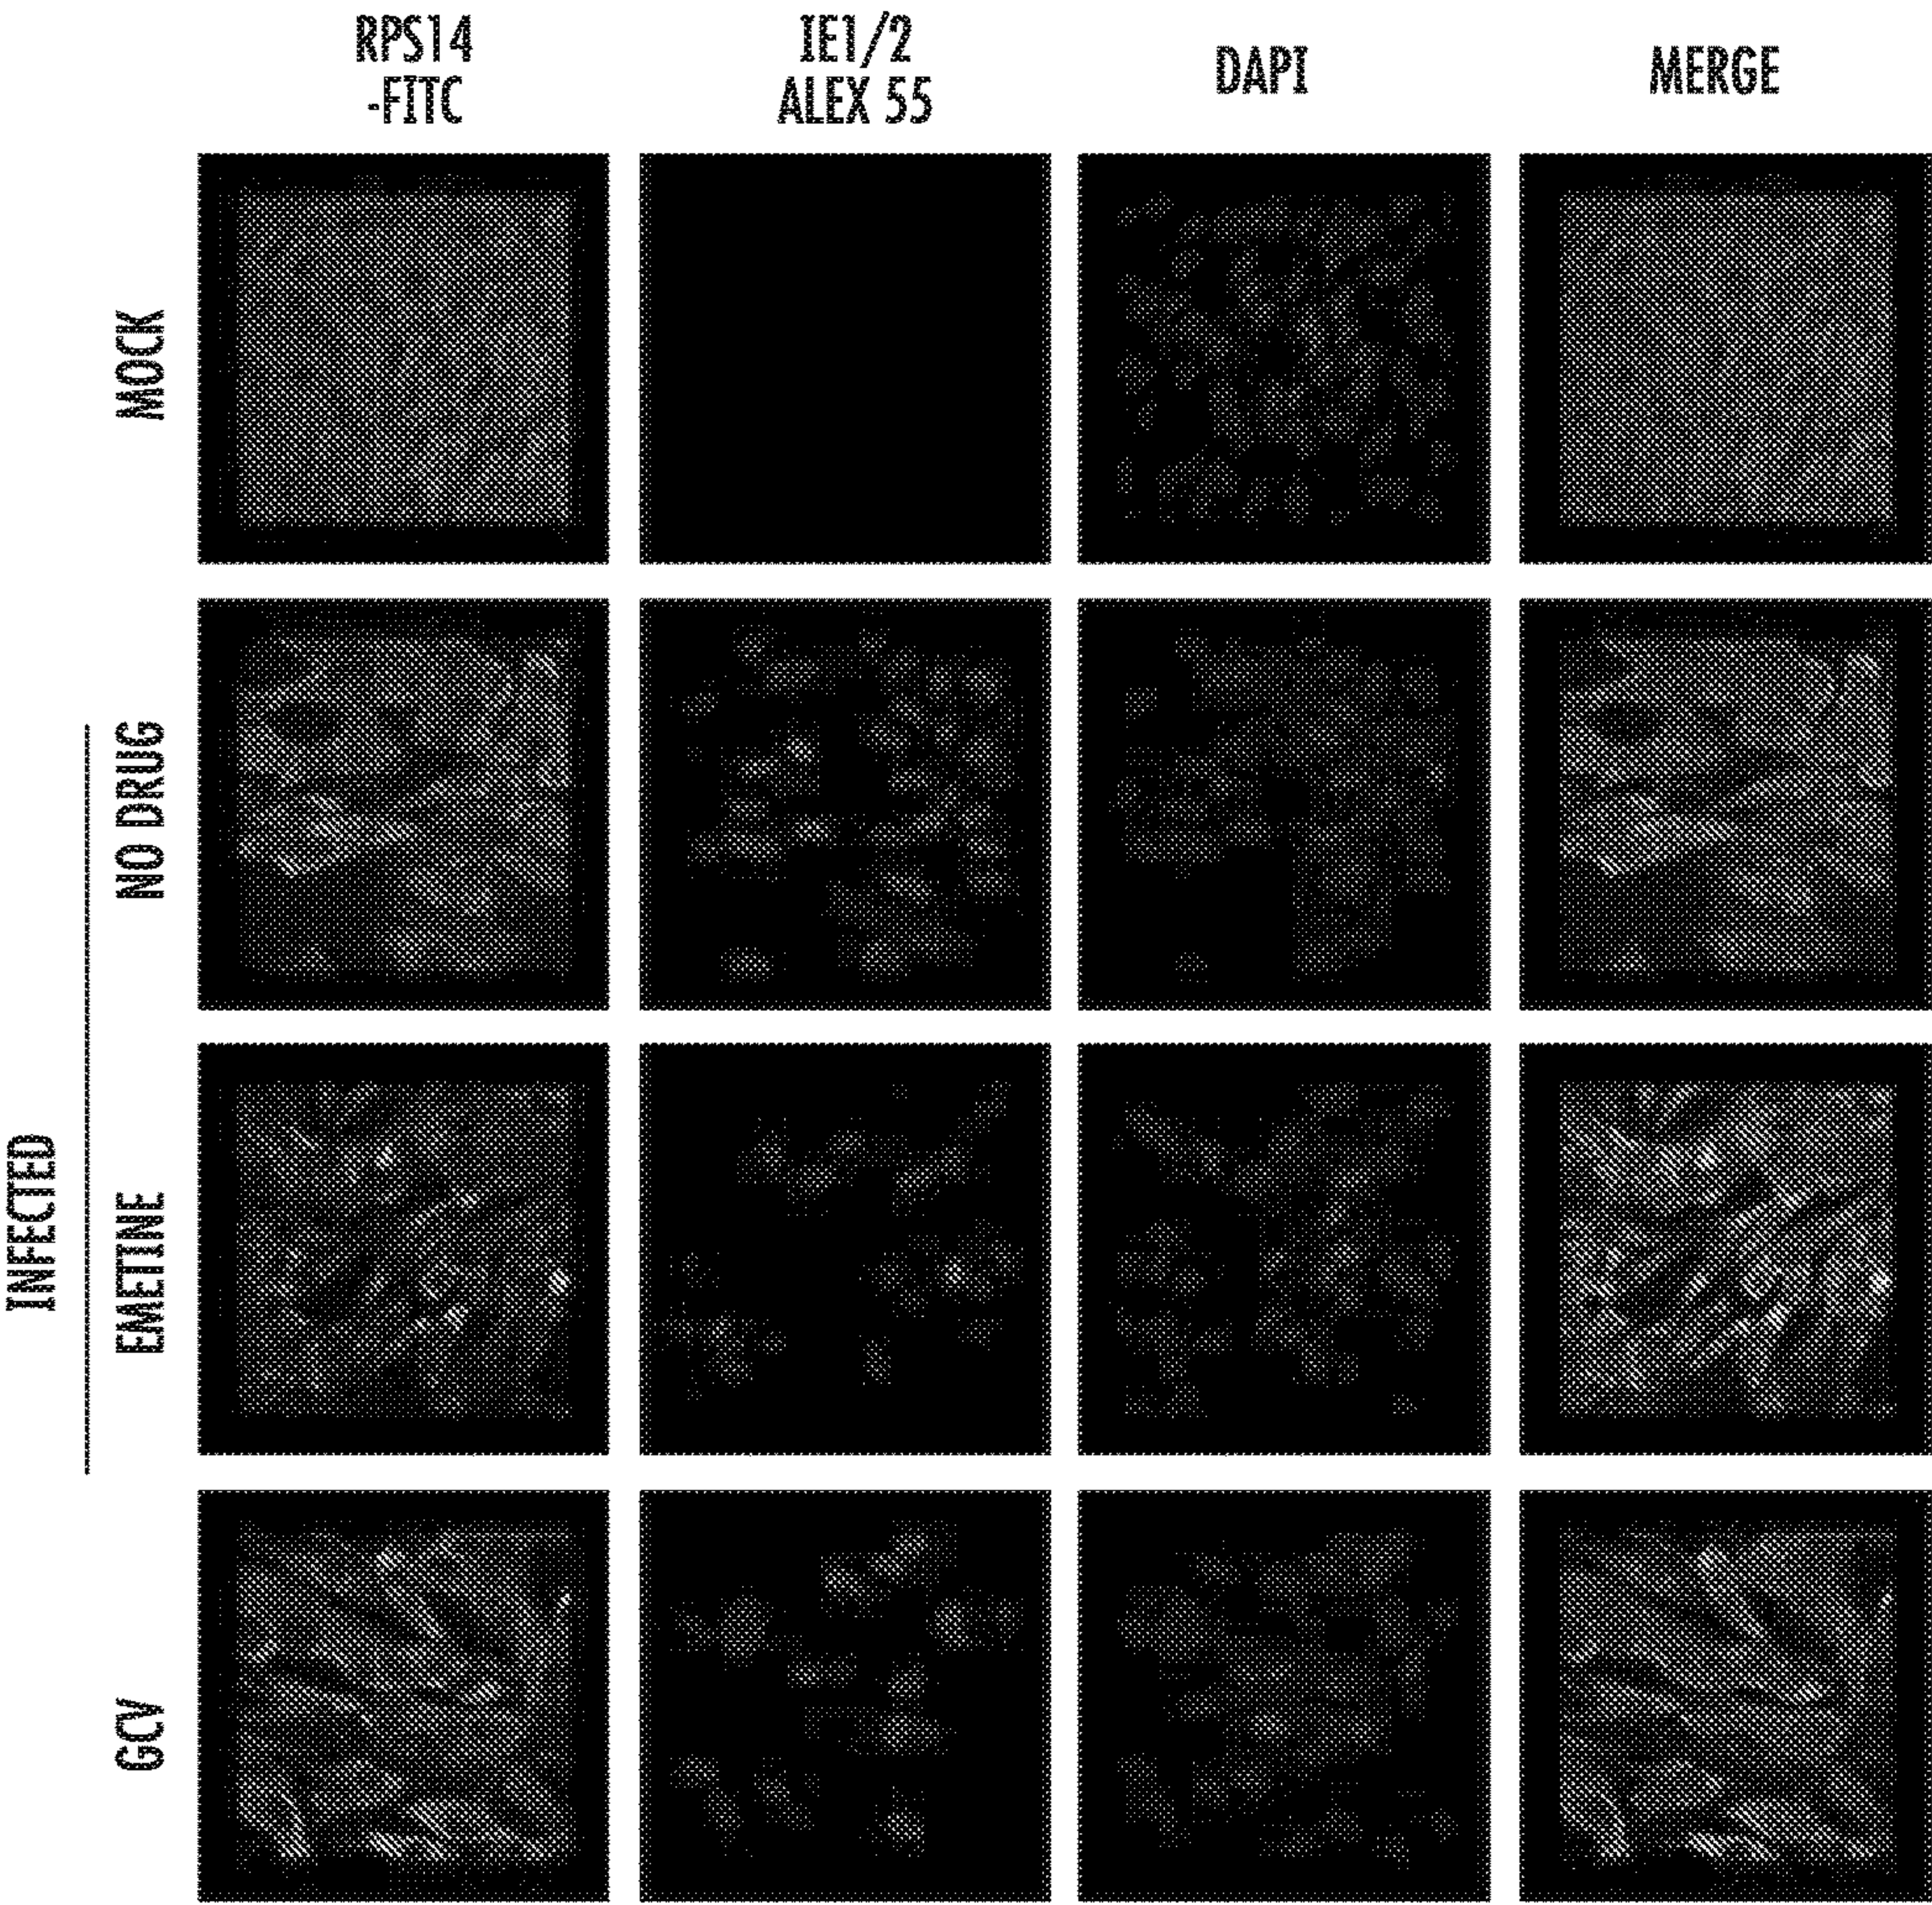 RPS14
-FITC
IE1/2
ALEX 55
DAPI
MERGE
MOCK
INFECTED
NO DRUG
EMETINE
GCV